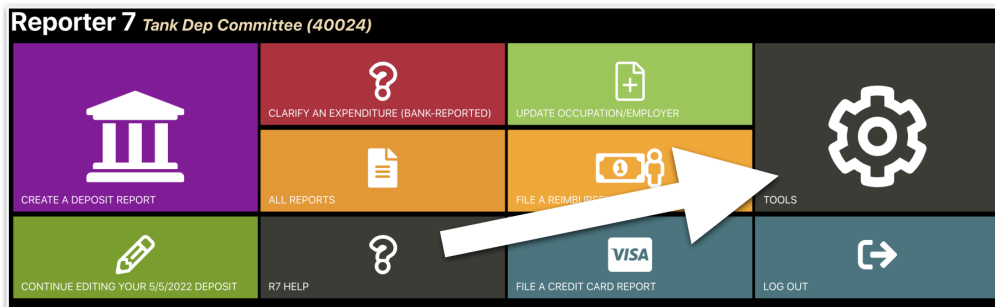 Reporter 7 Tank Dep Committee (40024)
CLARIFY AN EXPENDITURE (BANK-REPORTED)
UPDATE OCCUPATION/EMPLOYER
CREATE A DEPOSIT REPORT
ALL REPORTS
1
FILE A
TOOLS
VISA
CONTINUE EDITING YOUR 5/5/2022 DEPOSIT
R7 HELP
FILE A CREDIT CARD REPORT
LOG OUT